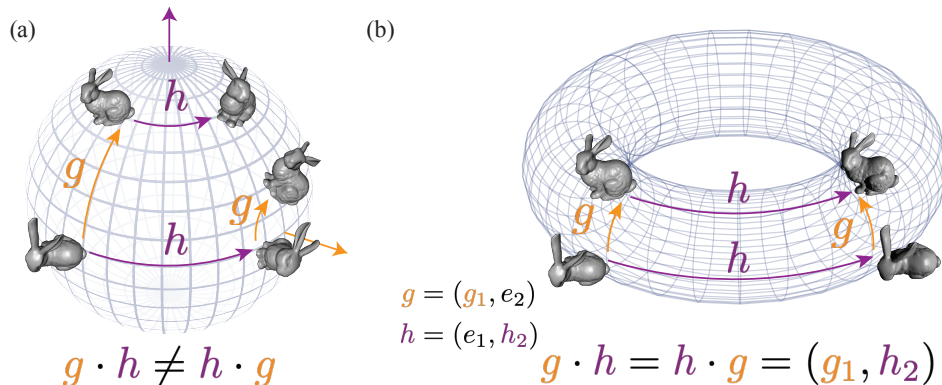 (a)
(b)
h
h
g
g
h
g
g
h
g = (g₁, e₂)
h = (e₁, h₂)
g · h ≠ h · g
g · h = h · g = (g₁, h₂)